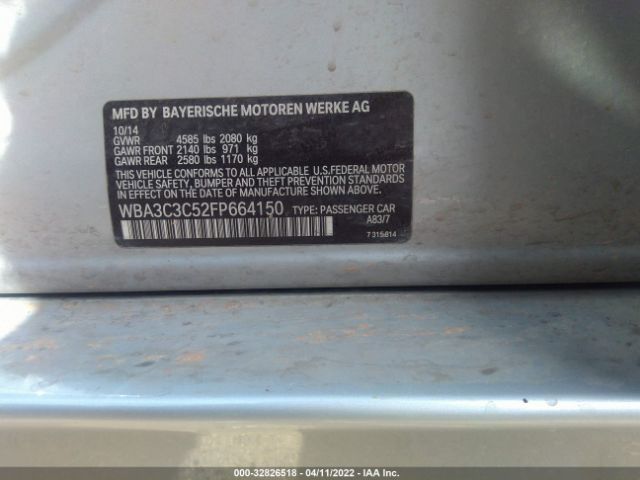 MFD BY BAYERISCHE MOTOREN WERKE AG
10/14
GVWR 4585 lbs 2080 kg
GAWR FRONT 2140 lbs 971 kg
GAWR REAR 2580 lbs 1170 kg
THIS VEHICLE CONFORMS TO ALL APPLICABLE U.S.FEDERAL MOTOR
VEHICLE SAFETY, BUMPER AND THEFT PREVENTION STANDARDS
IN EFFECT ON THE DATE OF MANUFACTURE SHOWN ABOVE.
WBA3C3C52FP664150 TYPE: PASSENGER CAR
A83/7
7315814
000-32826518 - 04/11/2022 - IAA Inc.